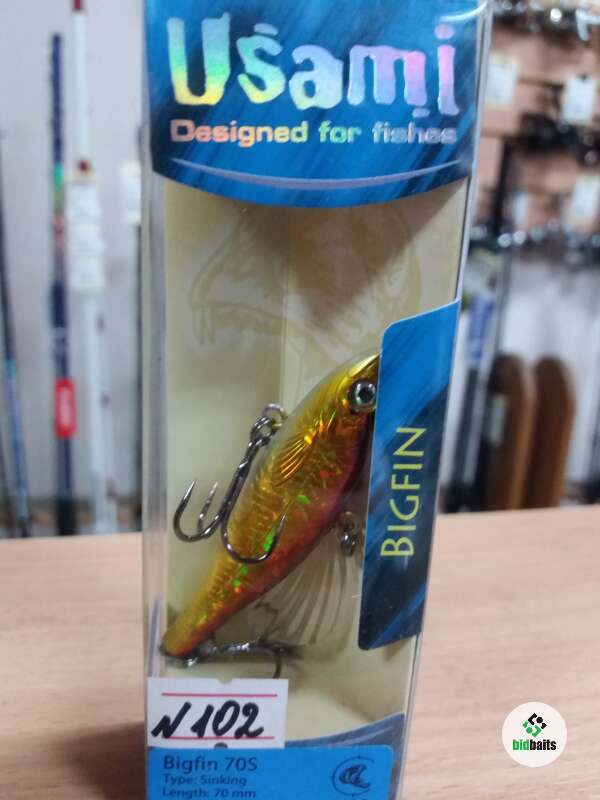 Usami
Designed for fishes
BIGFIN
N 102
Bigfin 70S
Type: Sinking
Length: 70 mm
bidbaits